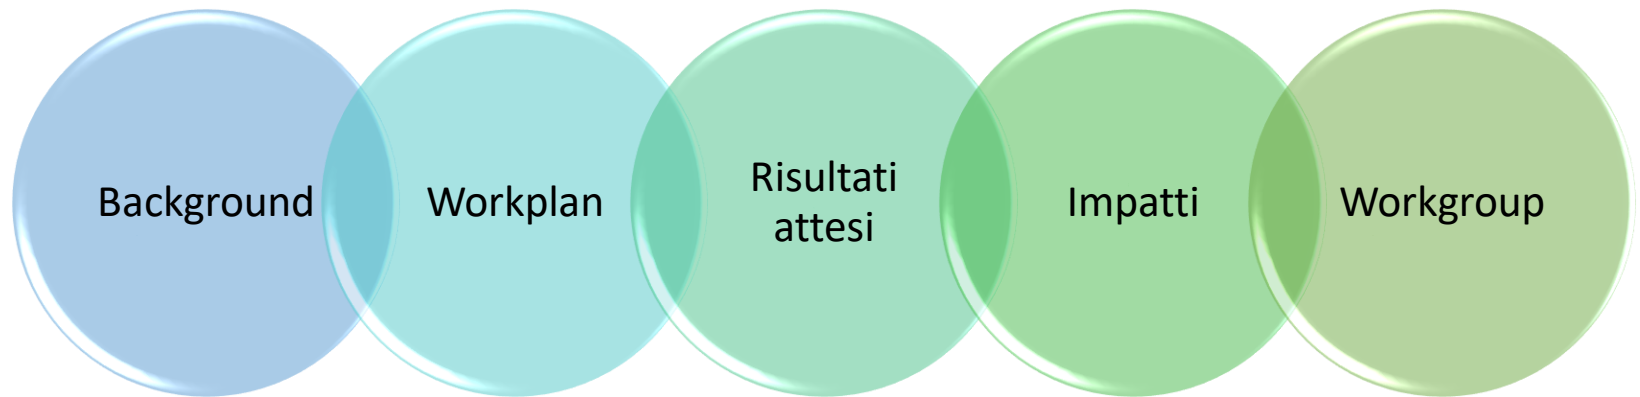 Background
Workplan
Risultati
attesi
Impatti
Workgroup